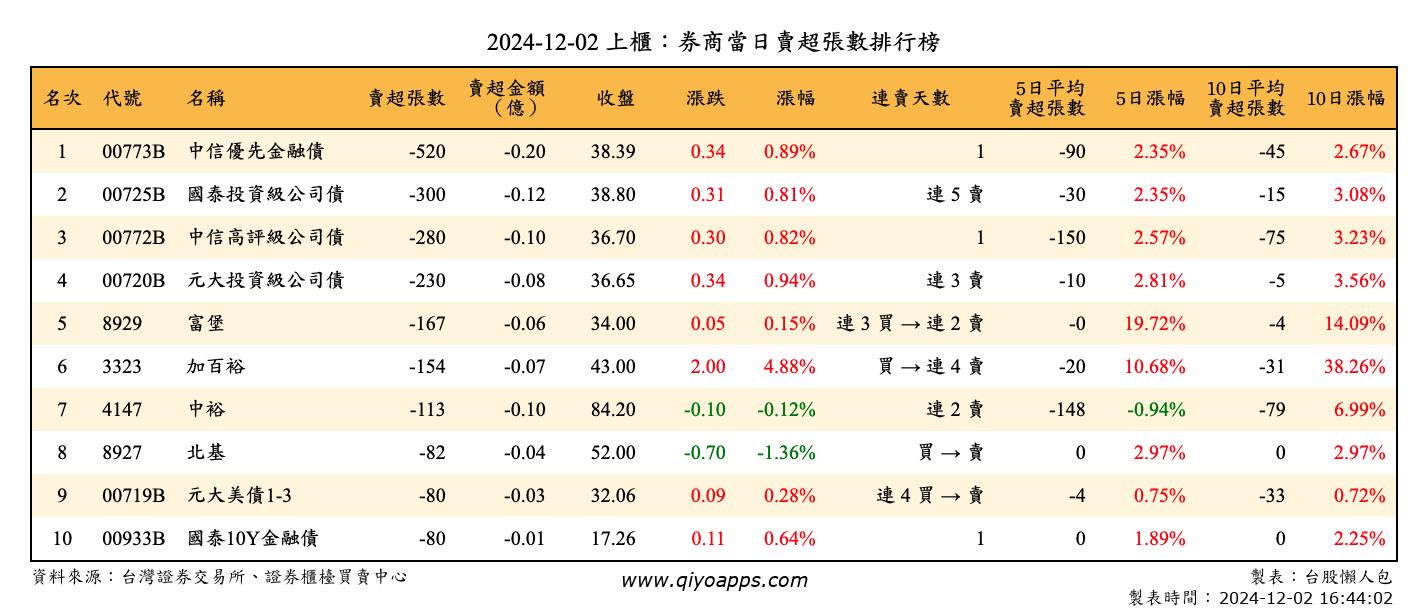 2024-12-02 上櫃：券商當日賣超張數排行榜
名次 代號 名稱 賣超張數 賣超金額（億） 收盤 漲跌 漲幅 連賣天數 5日平均賣超張數 5日漲幅 10日平均賣超張數 10日漲幅
1 00773B 中信優先金融債 -520 -0.20 38.39 0.34 0.89% 1 -90 2.35% -45 2.67%
2 00725B 國泰投資級公司債 -300 -0.12 38.80 0.31 0.81% 連 5 賣 -30 2.35% -15 3.08%
3 00772B 中信高評級公司債 -280 -0.10 36.70 0.30 0.82% 1 -150 2.57% -75 3.23%
4 00720B 元大投資級公司債 -230 -0.08 36.65 0.34 0.94% 連 3 賣 -10 2.81% -5 3.56%
5 8929 富堡 -167 -0.06 34.00 0.05 0.15% 連 3 買 → 連 2 賣 -0 19.72% -4 14.09%
6 3323 加百裕 -154 -0.07 43.00 2.00 4.88% 買 → 連 4 賣 -20 10.68% -31 38.26%
7 4147 中裕 -113 -0.10 84.20 -0.10 -0.12% 連 2 賣 -148 -0.94% -79 6.99%
8 8927 北基 -82 -0.04 52.00 -0.70 -1.36% 買 → 賣 0 2.97% 0 2.97%
9 00719B 元大美債1-3 -80 -0.03 32.06 0.09 0.28% 連 4 買 → 賣 -4 0.75% -33 0.72%
10 00933B 國泰10Y金融債 -80 -0.01 17.26 0.11 0.64% 1 0 1.89% 0 2.25%
資料來源：台灣證券交易所、證券櫃檯買賣中心
www.qiyoapps.com
製表：台股懶人包
製表時間：2024-12-02 16:44:02